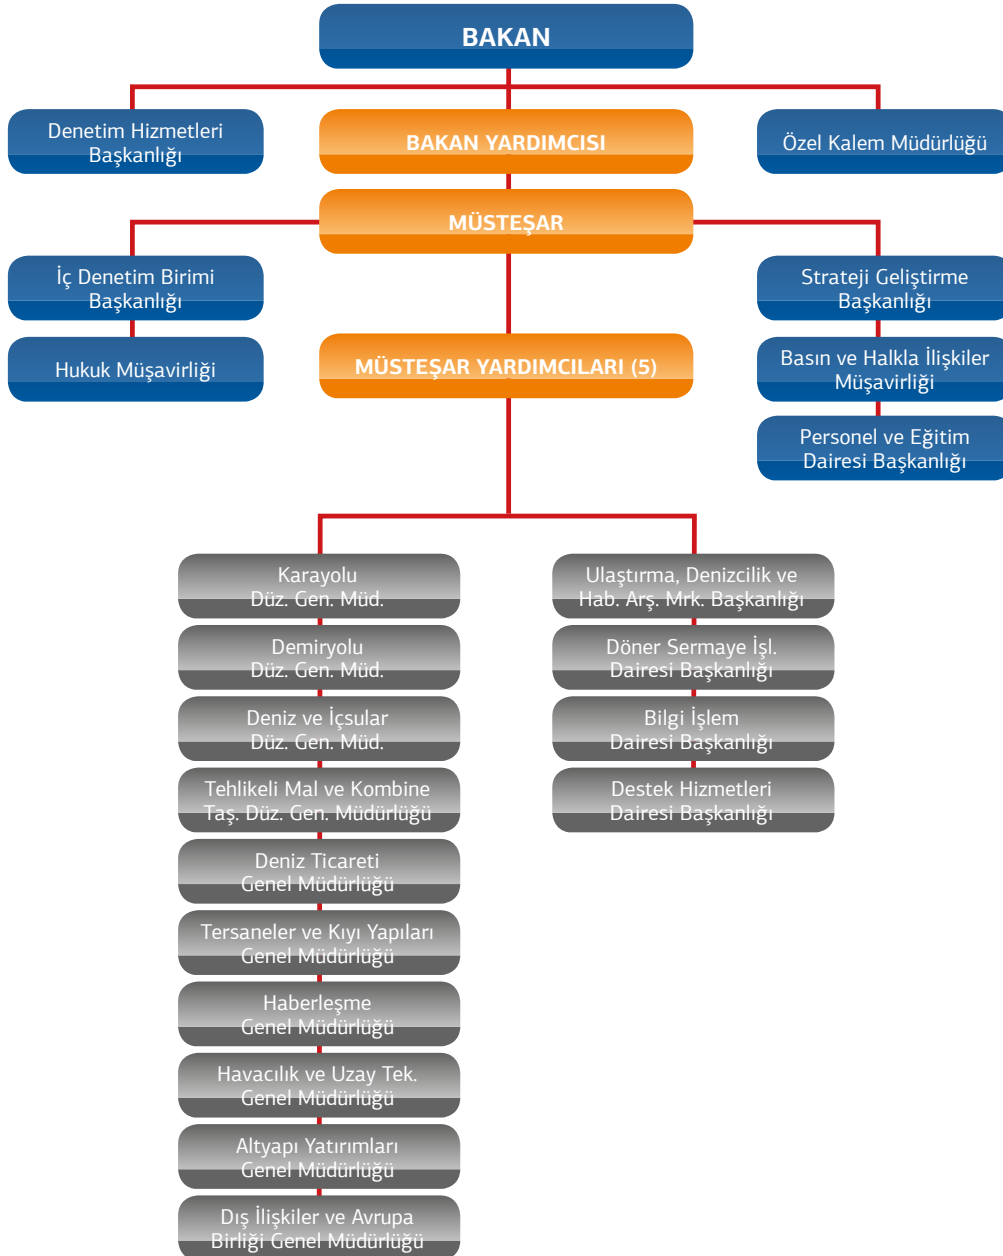 BAKAN
Denetim Hizmetleri
Başkanlığı
BAKAN YARDIMCISI
Özel Kalem Müdürlüğü
MÜSTEŞAR
İç Denetim Birimi
Başkanlığı
Strateji Geliştirme
Başkanlığı
Hukuk Müşavirliği
MÜSTEŞAR YARDIMCILARI (5)
Basın ve Halkla İlişkiler
Müşavirliği
Personel ve Eğitim
Dairesi Başkanlığı
Karayolu
Düz. Gen. Müd.
Demiryolu
Düz. Gen. Müd.
Deniz ve İçsular
Düz. Gen. Müd.
Tehlikeli Mal ve Kombine
Taş. Düz. Gen. Müdürlüğü
Deniz Ticareti
Genel Müdürlüğü
Tersaneler ve Kıyı Yapıları
Genel Müdürlüğü
Haberleşme
Genel Müdürlüğü
Havacılık ve Uzay Tek.
Genel Müdürlüğü
Altyapı Yatırımları
Genel Müdürlüğü
Dış İlişkiler ve Avrupa
Birliği Genel Müdürlüğü
Ulaştırma, Denizcilik ve
Hab. Arş. Mrk. Başkanlığı
Döner Sermaye İşl.
Dairesi Başkanlığı
Bilgi İşlem
Dairesi Başkanlığı
Destek Hizmetleri
Dairesi Başkanlığı